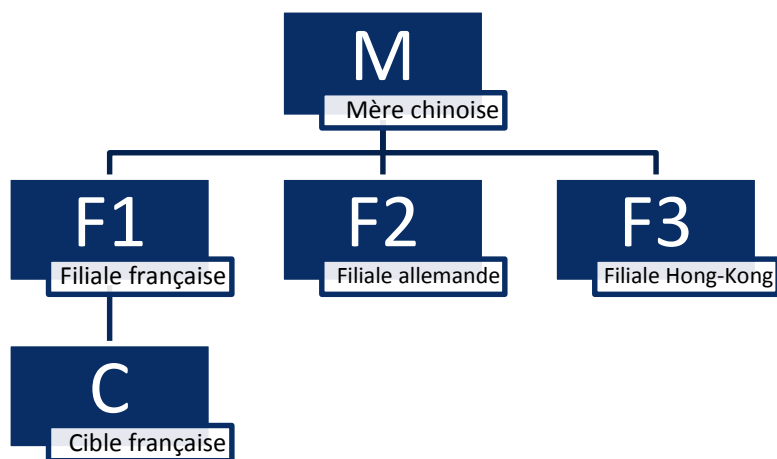 M
Mère chinoise
F1
Filiale française
F2
Filiale allemande
F3
Filiale Hong-Kong
C
Cible française